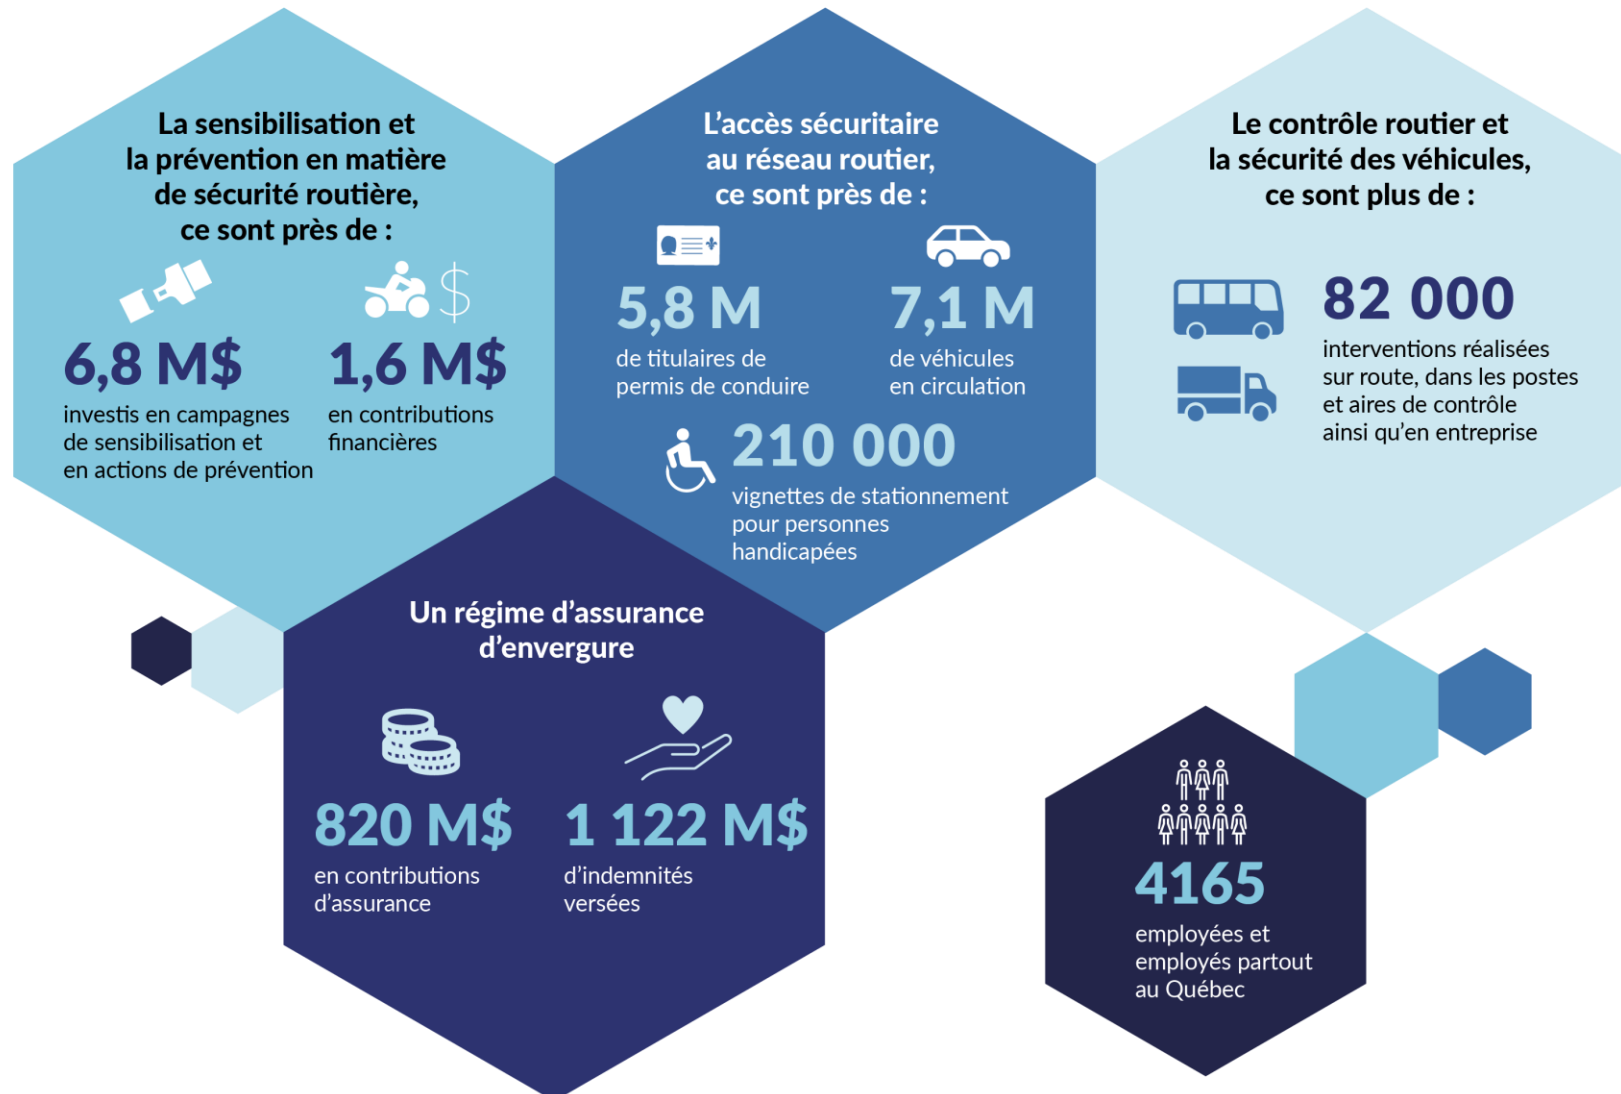 La sensibilisation et
la prévention en matière
de sécurité routière,
ce sont près de :
6,8 M$
investis en campagnes
de sensibilisation et
en actions de prévention
1,6 M$
en contributions
financières
L’accès sécuritaire
au réseau routier,
ce sont près de :
5,8 M
de titulaires de
permis de conduire
7,1 M
de véhicules
en circulation
210 000
vignettes de stationnement
pour personnes
handicapées
Le contrôle routier et
la sécurité des véhicules,
ce sont plus de :
82 000
interventions réalisées
sur route, dans les postes
et aires de contrôle
ainsi qu’en entreprise
Un régime d’assurance
d’envergure
820 M$
en contributions
d’assurance
1 122 M$
d’indemnités
versées
4165
employées et
employés partout
au Québec